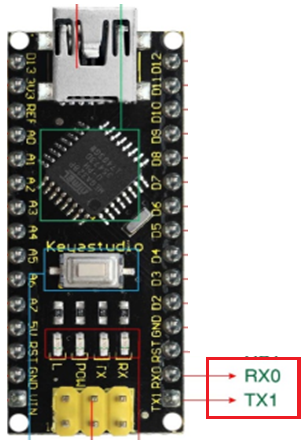 D13
3V3
REF
A0
A1
A2
A3
A4
A5
A6
A7
5V
RST
GND
VIN
D12
D11
D10
D9
D8
D7
D6
D5
D4
D3
D2
GND
RST
RX0
TX1
Keyestudio
L
POW
TX
RX
RX0
TX1